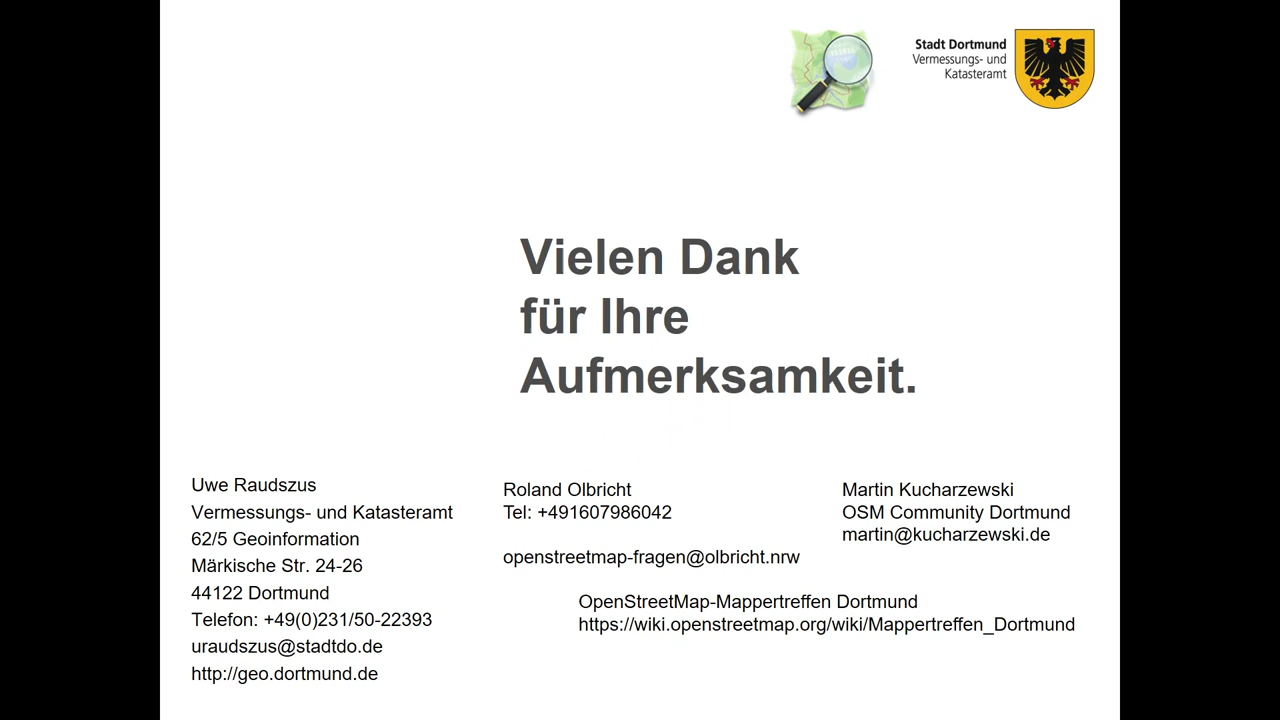 Stadt Dortmund
Vermessungs- und
Katasteramt
Vielen Dank
für Ihre
Aufmerksamkeit.
Uwe Raudszus
Vermessungs- und Katasteramt
62/5 Geoinformation
Märkische Str. 24-26
44122 Dortmund
Telefon: +49(0)231/50-22393
uraudszus@stadtdo.de
http://geo.dortmund.de
Roland Olbricht
Tel: +491607986042
openstreetmap-fragen@olbricht.nrw
Martin Kucharzewski
OSM Community Dortmund
martin@kucharzewski.de
OpenStreetMap-Mappertreffen Dortmund
https://wiki.openstreetmap.org/wiki/Mappertreffen_Dortmund